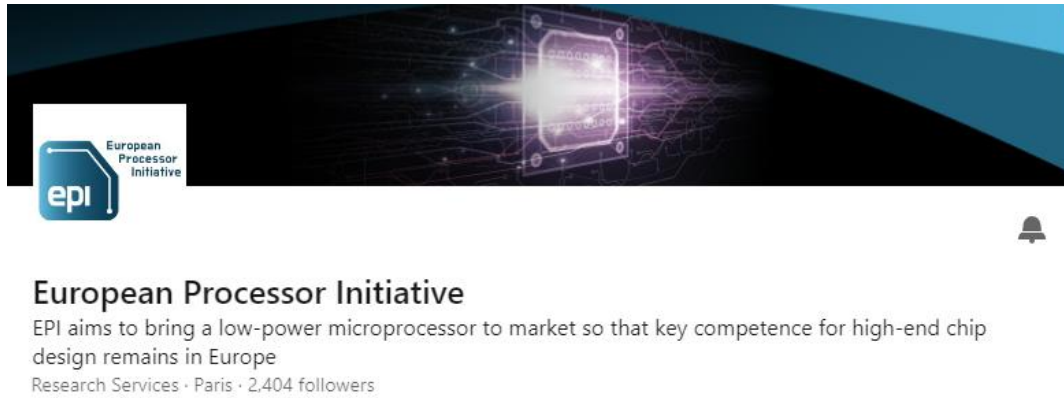 European
Processor
Initiative
epi
European Processor Initiative
EPI aims to bring a low-power microprocessor to market so that key competence for high-end chip
design remains in Europe
Research Services · Paris · 2,404 followers